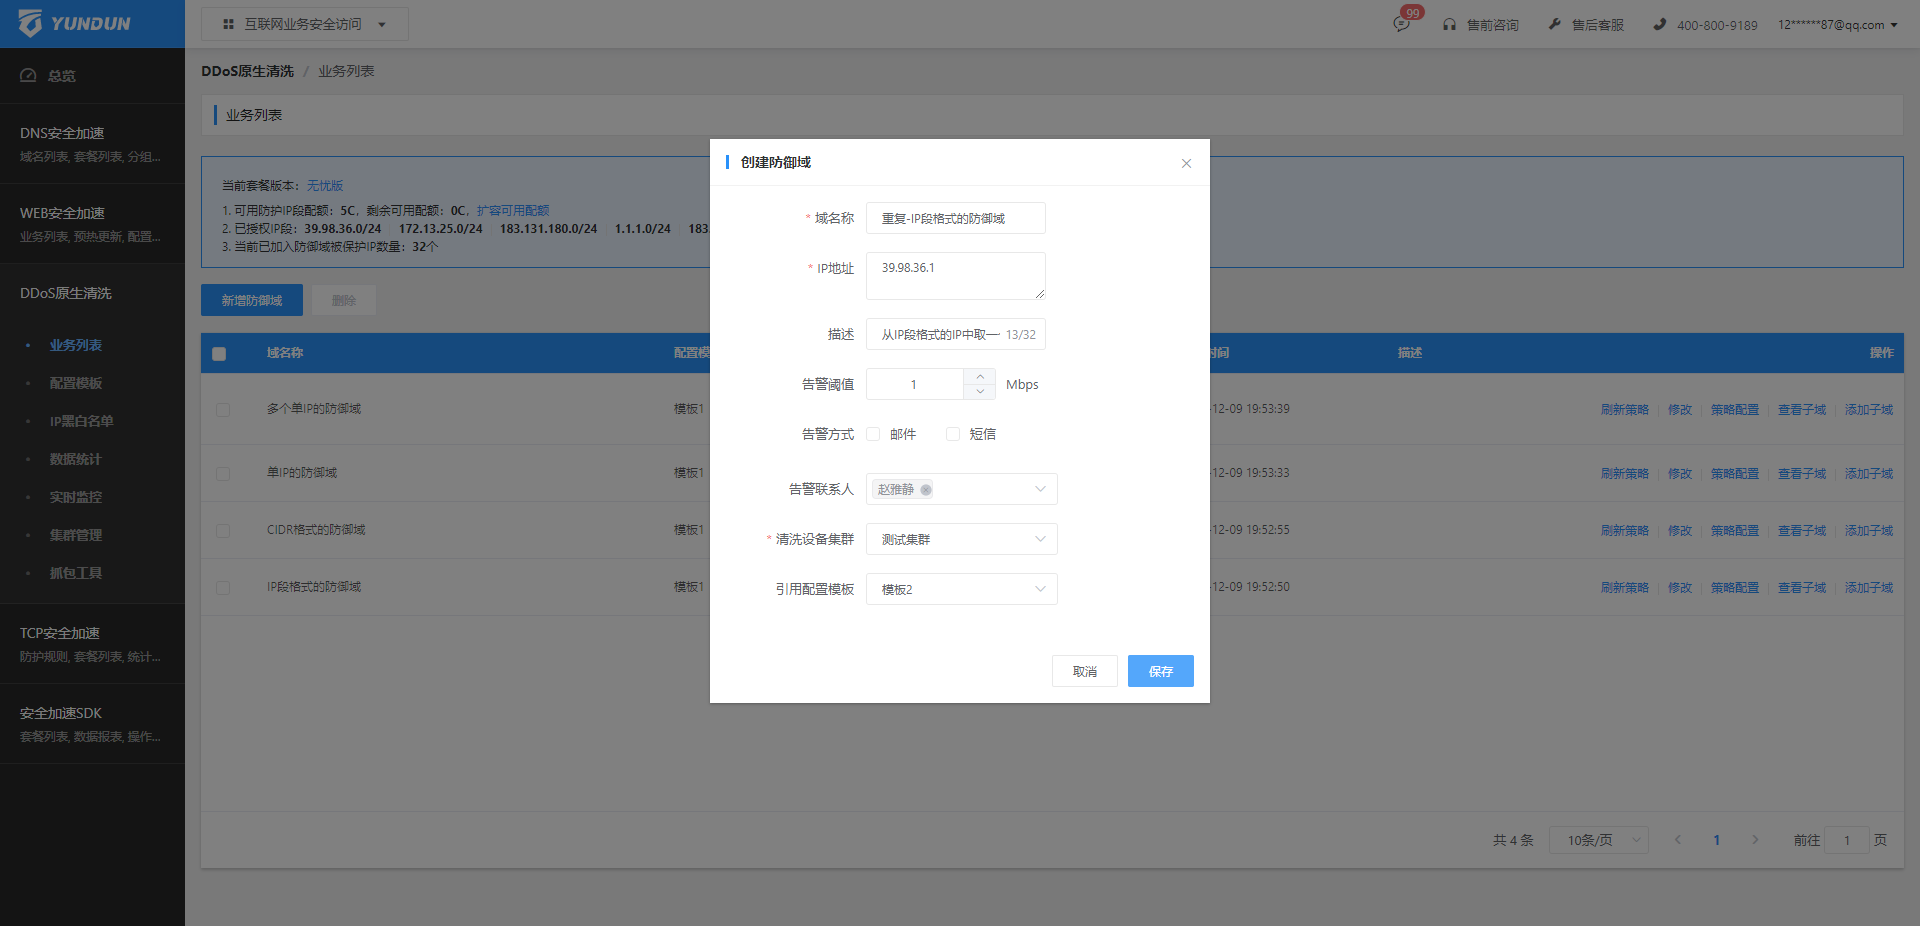 YUNDUN
互联网业务安全访问
99
售前咨询
售后客服
400-800-9189
12******87@qq.com
总览
DNS安全加速
域名列表, 套餐列表, 分组...
WEB安全加速
业务列表, 预热更新, 配置...
DDoS原生清洗
业务列表
配置模板
IP黑白名单
数据统计
实时监控
集群管理
抓包工具
TCP安全加速
防护规则, 套餐列表, 统计...
安全加速SDK
套餐列表, 数据报表, 操作...
DDoS原生清洗 / 业务列表
业务列表
当前套餐版本：无忧版
1. 可用防护IP段配额：5C，剩余可用配额：0C，扩容可用配额
2. 已授权IP段：39.98.36.0/24 172.13.25.0/24 183.131.180.0/24 1.1.1.0/24 183
3. 当前已加入防御域被保护IP数量：32个
新增防御域 删除
域名称 配置模 时间 描述 操作
多个单IP的防御域 模板1 -12-09 19:53:39 刷新策略 修改 策略配置 查看子域 添加子域
单IP的防御域 模板1 -12-09 19:53:33 刷新策略 修改 策略配置 查看子域 添加子域
CIDR格式的防御域 模板1 -12-09 19:52:55 刷新策略 修改 策略配置 查看子域 添加子域
IP段格式的防御域 模板1 -12-09 19:52:50 刷新策略 修改 策略配置 查看子域 添加子域
共 4 条 10条/页 1 前往 1 页
创建防御域
* 域名称 重复-IP段格式的防御域
* IP地址 39.98.36.1
描述 从IP段格式的IP中取一 13/32
告警阈值 1 Mbps
告警方式 邮件 短信
告警联系人 赵雅静
* 清洗设备集群 测试集群
引用配置模板 模板2
取消 保存